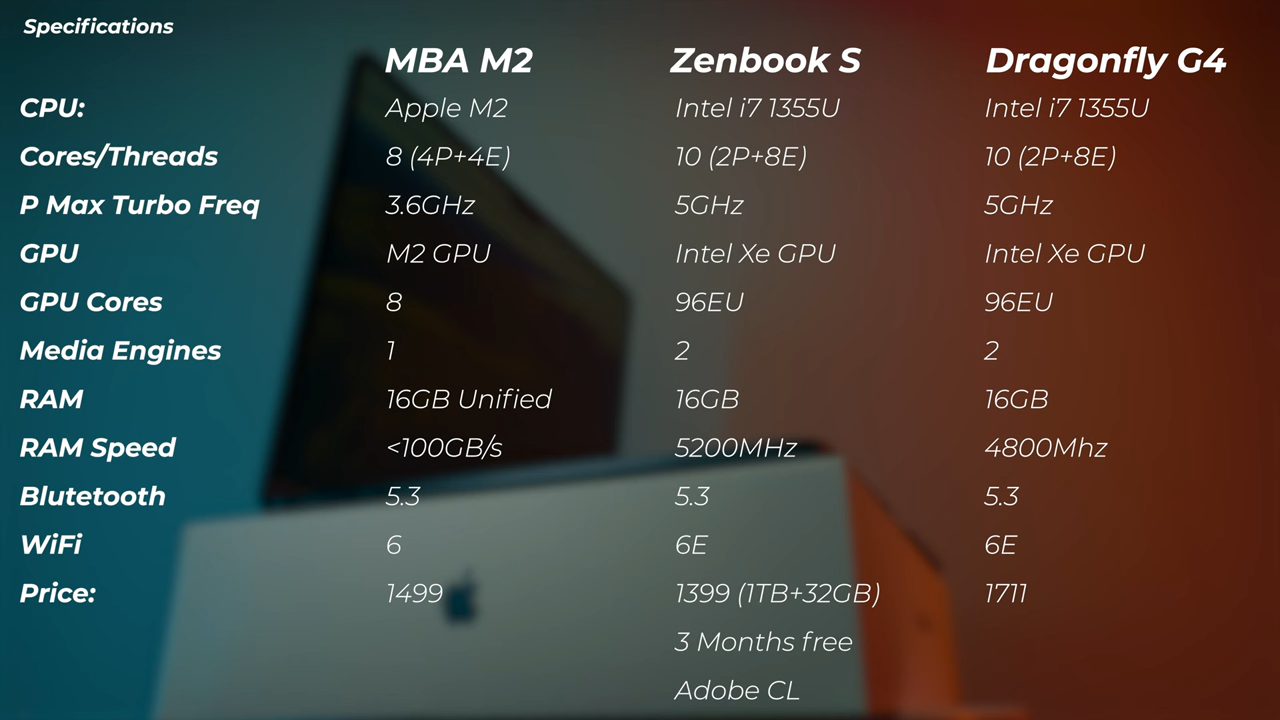 Specifications
MBA M2 Zenbook S Dragonfly G4
CPU: Apple M2 Intel i7 1355U Intel i7 1355U
Cores/Threads 8 (4P+4E) 10 (2P+8E) 10 (2P+8E)
P Max Turbo Freq 3.6GHz 5GHz 5GHz
GPU M2 GPU Intel Xe GPU Intel Xe GPU
GPU Cores 8 96EU 96EU
Media Engines 1 2 2
RAM 16GB Unified 16GB 16GB
RAM Speed <100GB/s 5200MHz 4800Mhz
Blutetooth 5.3 5.3 5.3
WiFi 6 6E 6E
Price: 1499 1399 (1TB+32GB) 1711
3 Months free
Adobe CL